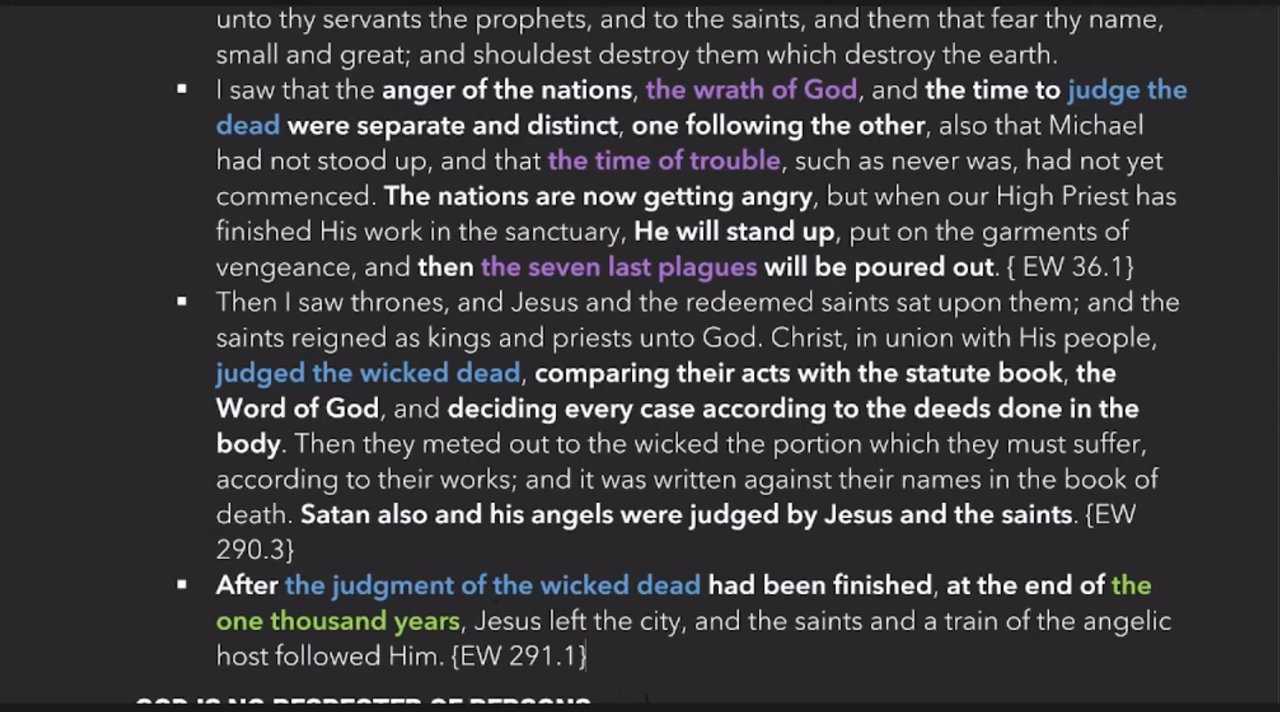 unto thy servants the prophets, and to the saints, and them that fear thy name,
small and great; and shouldest destroy them which destroy the earth.
▪ I saw that the anger of the nations, the wrath of God, and the time to judge the
dead were separate and distinct, one following the other, also that Michael
had not stood up, and that the time of trouble, such as never was, had not yet
commenced. The nations are now getting angry, but when our High Priest has
finished His work in the sanctuary, He will stand up, put on the garments of
vengeance, and then the seven last plagues will be poured out. { EW 36.1}
▪ Then I saw thrones, and Jesus and the redeemed saints sat upon them; and the
saints reigned as kings and priests unto God. Christ, in union with His people,
judged the wicked dead, comparing their acts with the statute book, the
Word of God, and deciding every case according to the deeds done in the
body. Then they meted out to the wicked the portion which they must suffer,
according to their works; and it was written against their names in the book of
death. Satan also and his angels were judged by Jesus and the saints. {EW
290.3}
▪ After the judgment of the wicked dead had been finished, at the end of the
one thousand years, Jesus left the city, and the saints and a train of the angelic
host followed Him. {EW 291.1}
GOD IS NO RESPECTER OF PERSONS